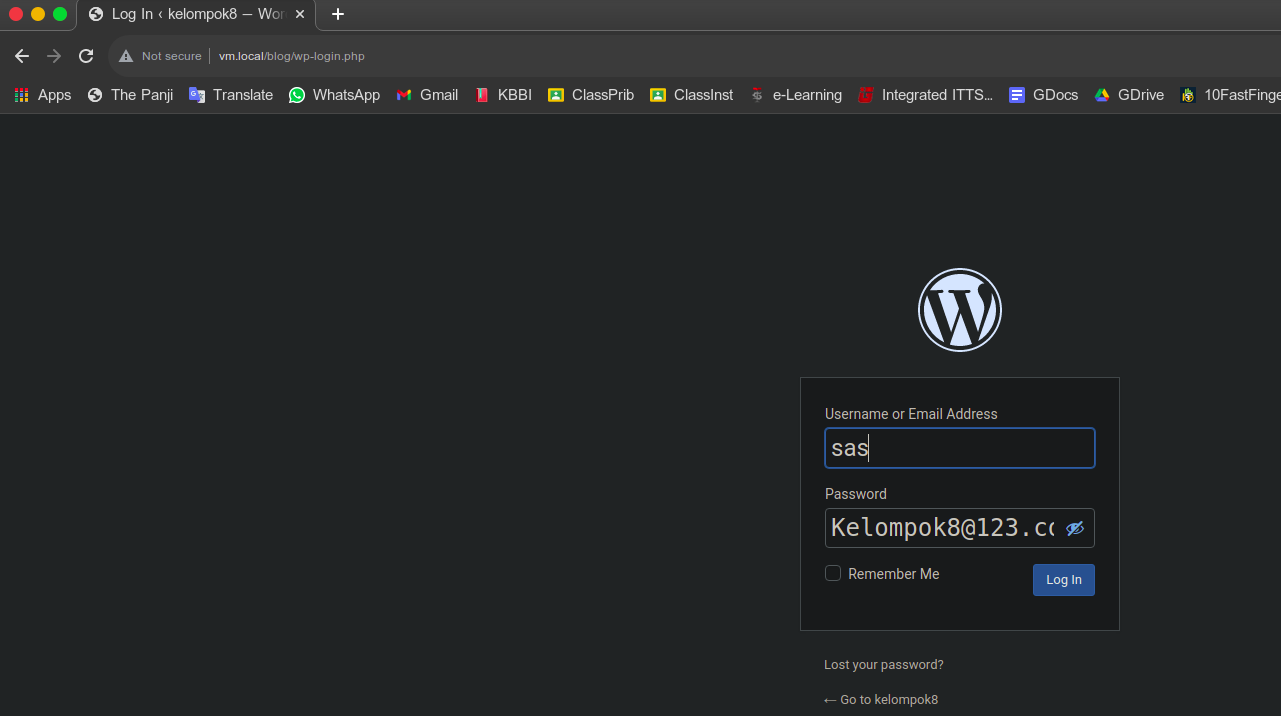 Log In ‹ kelompok8 — Wor
Not secure vm.local/blog/wp-login.php
Apps The Panji Translate WhatsApp Gmail KBBI ClassPrib ClassInst e-Learning Integrated ITTS... GDocs GDrive 10FastFinge
Username or Email Address
sas
Password
Kelompok8@123.co
Remember Me Log In
Lost your password?
← Go to kelompok8